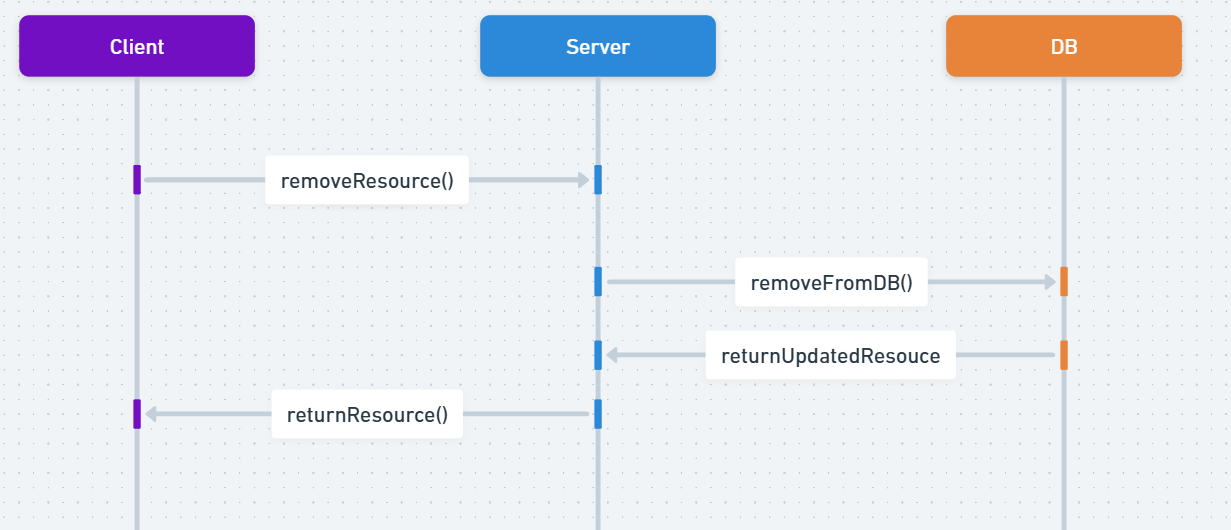 Client
Server
DB
removeResource()
removeFromDB()
returnUpdatedResouce
returnResource()